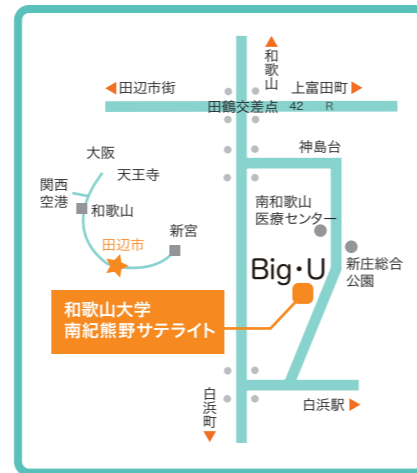 和歌山
田辺市街
上富田町
田鶴交差点 42 R
神島台
大阪
天王寺
関西
空港
和歌山
新宮
田辺市
南和歌山
医療センター
新庄総合
公園
Big・U
和歌山大学
南紀熊野サテライト
白浜町
白浜駅